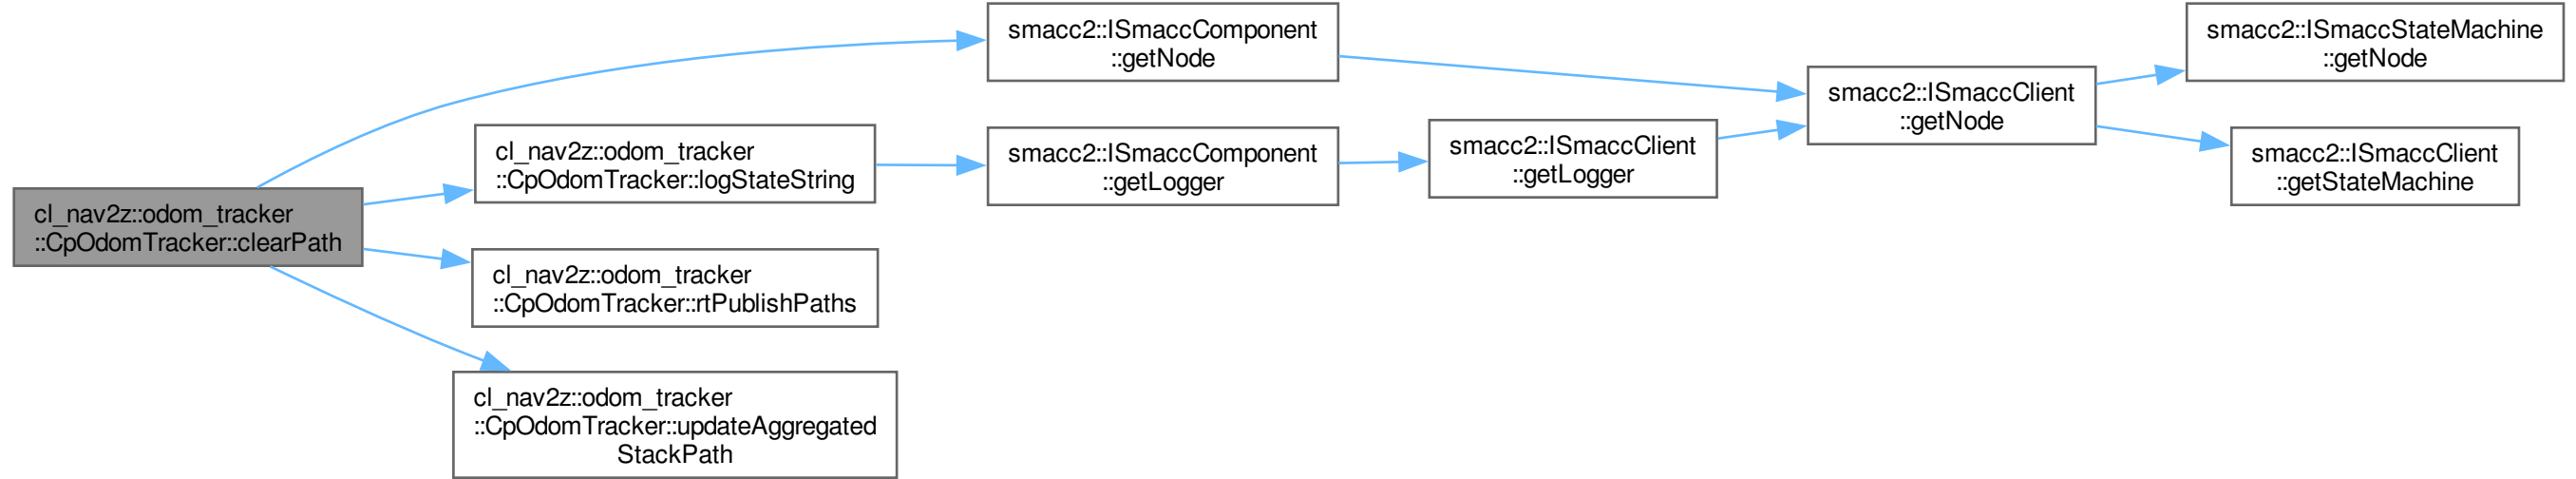 cl_nav2z::odom_tracker
::CpOdomTracker::clearPath
smacc2::ISmaccComponent
::getNode
cl_nav2z::odom_tracker
::CpOdomTracker::logStateString
cl_nav2z::odom_tracker
::CpOdomTracker::rtPublishPaths
cl_nav2z::odom_tracker
::CpOdomTracker::updateAggregated
StackPath
smacc2::ISmaccComponent
::getLogger
smacc2::ISmaccClient
::getLogger
smacc2::ISmaccClient
::getNode
smacc2::ISmaccStateMachine
::getNode
smacc2::ISmaccClient
::getStateMachine